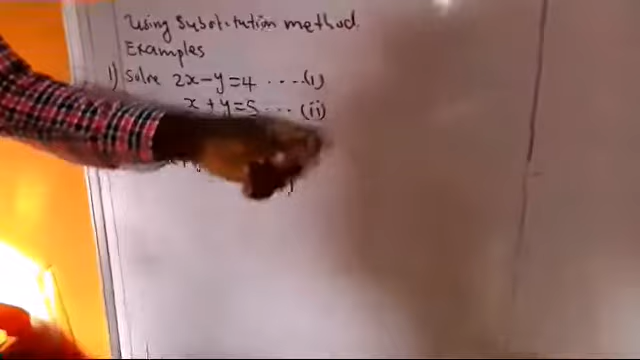 Using Substitution method.
Examples
1) Solve 2x-y=4 ....(i)
x+y=5 ... (ii)